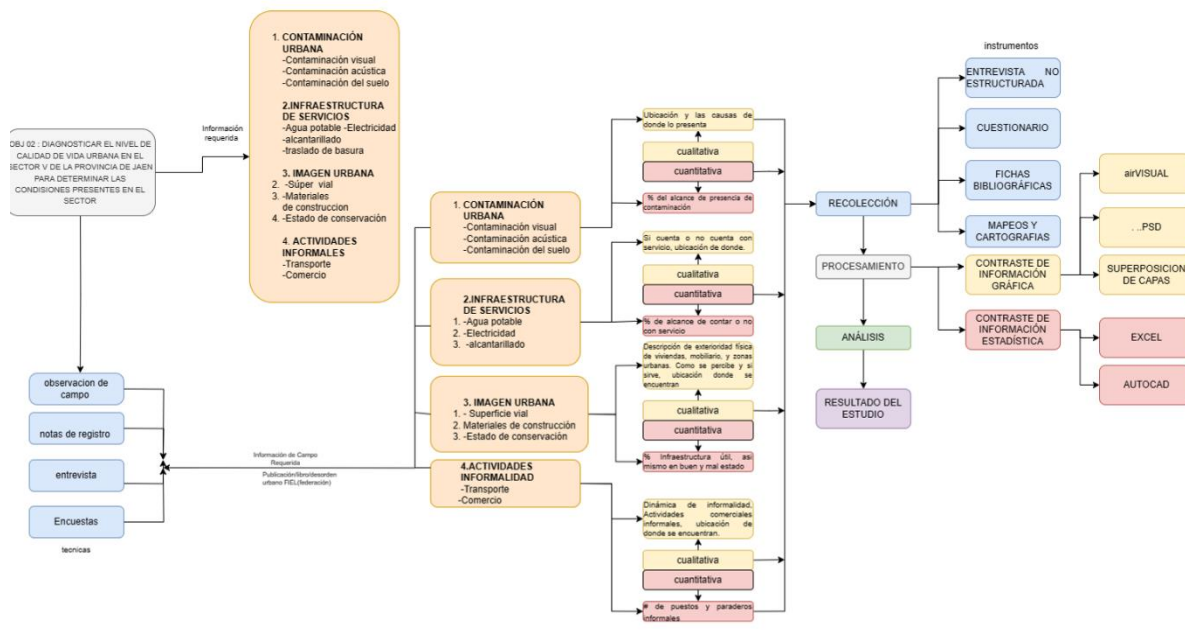 OBJ 02 : DIAGNOSTICAR EL NIVEL DE
CALIDAD DE VIDA URBANA EN EL
SECTOR V DE LA PROVINCIA DE JAEN
PARA DETERMINAR LAS
CONDICIONES PRESENTES EN EL
SECTOR
Información
requerida
1. CONTAMINACIÓN
URBANA
-Contaminación visual
-Contaminación acústica
-Contaminación del suelo
2.INFRAESTRUCTURA
DE SERVICIOS
-Agua potable -Electricidad
-alcantarillado
-traslado de basura
3. IMAGEN URBANA
2. -Súper vial
3. -Materiales
de construccion
4. -Estado de conservación
4. ACTIVIDADES
INFORMALES
-Transporte
-Comercio
observacion de
campo
notas de registro
entrevista
Encuestas
tecnicas
Información de Campo
Requerida
Publicación/libro/desorden
urbano FIEL(federación)
1. CONTAMINACIÓN
URBANA
-Contaminación visual
-Contaminación acústica
-Contaminación del suelo
2.INFRAESTRUCTURA
DE SERVICIOS
1. -Agua potable
2. -Electricidad
3. -alcantarillado
3. IMAGEN URBANA
1. - Superficie vial
2. Materiales de construcción
3. -Estado de conservación
4.ACTIVIDADES
INFORMALIDAD
-Transporte
-Comercio
Ubicación y las causas de
donde lo presenta
cualitativa
cuantitativa
% del alcance de presencia de
contaminación
Si cuenta o no cuenta con
servicio, ubicación de donde.
cualitativa
cuantitativa
% de alcance de contar o no
con servicio
Descripción de exterioridad física
de viviendas, mobiliario, y zonas
urbanas. Como se percibe y si
sirve, ubicación donde se
encuentran
cualitativa
cuantitativa
% Infraestructura útil, asi
mismo en buen y mal estado
Dinámica de informalidad,
Actividades comerciales
informales, ubicación de
donde se encuentran.
cualitativa
cuantitativa
# de puestos y paraderos
informales
RECOLECCIÓN
PROCESAMIENTO
ANÁLISIS
RESULTADO DEL
ESTUDIO
instrumentos
ENTREVISTA NO
ESTRUCTURADA
CUESTIONARIO
FICHAS
BIBLIOGRÁFICAS
MAPEOS Y
CARTOGRAFIAS
CONTRASTE DE
INFORMACIÓN
GRÁFICA
CONTRASTE DE
INFORMACIÓN
ESTADÍSTICA
airVISUAL
. ..PSD
SUPERPOSICION
DE CAPAS
EXCEL
AUTOCAD